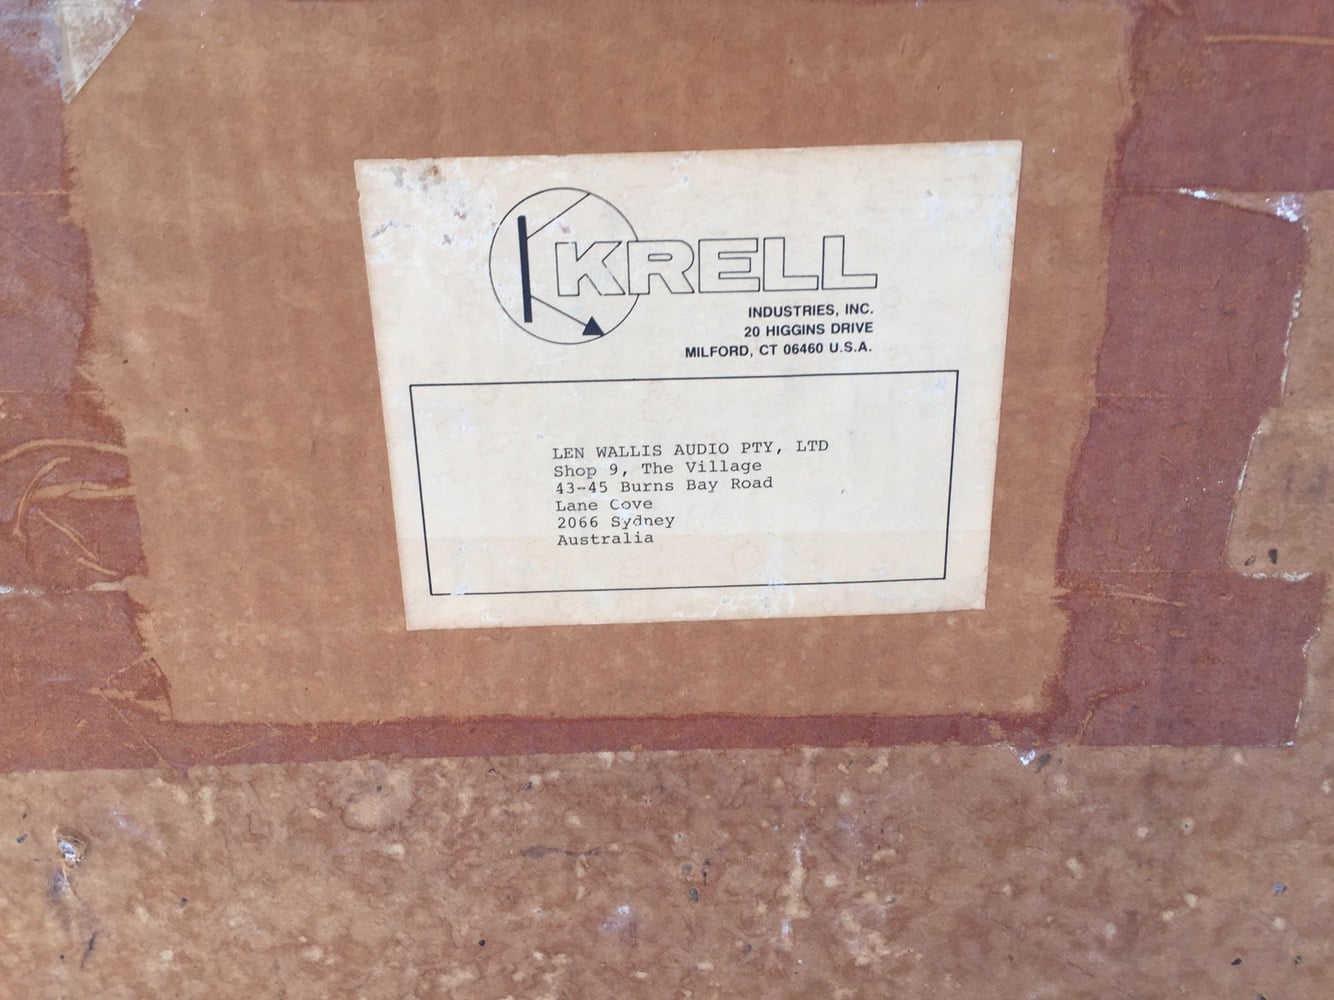 KRELL
INDUSTRIES, INC.
20 HIGGINS DRIVE
MILFORD, CT 06460 U.S.A.
LEN WALLIS AUDIO PTY, LTD
Shop 9, The Village
43-45 Burns Bay Road
Lane Cove
2066 Sydney
Australia